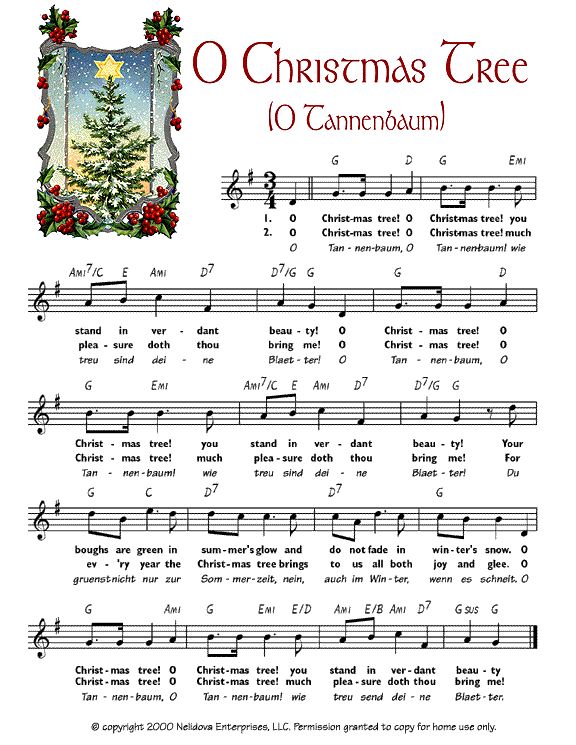 O Christmas Tree
(O Tannenbaum)
G D G Emi
3
4
1. O Christ-mas tree! O Christ-mas tree! you
2. O Christ-mas tree! O Christ-mas tree! much
O Tan-nen-baum, O Tan-nen-baum! wie
Ami7/C E Ami D7 D7/G G G D
stand in ver-dant beau-ty! O Christ-mas tree! O
plea-sure doth thou bring me! O Christ-mas tree! O
treu sind dei-ne Blaet-ter! O Tan-nen-baum, O
G Emi Ami7/C E Ami D7 D7/G G
Christ-mas tree! you stand in ver-dant beau-ty! Your
Christ-mas tree! much plea-sure doth thou bring me! For
Tan-nen-baum! wie treu sind dei-ne Blaet-ter! Du
G C D7 D7 G
boughs are green in sum-mer's glow and do not fade in win-ter's snow. O
ev-'ry year the Christ-mas tree brings to us all both joy and glee. O
gruenst nicht nur zur Som-mer-zeit, nein, auch im Win-ter, wenn es schneit. O
G Ami G Emi E/D Ami E/B Ami D7 Gsus G
Christ-mas tree! O Christ-mas tree! you stand in ver-dant beau-ty
Christ-mas tree! O Christ-mas tree! much plea-sure doth thou bring me!
Tan-nen-baum, O Tan-nen-baum! wie treu send dei-ne Blaet-ter.
© copyright 2000 Nelldova Enterprises, LLC. Permission granted to copy for home use only.